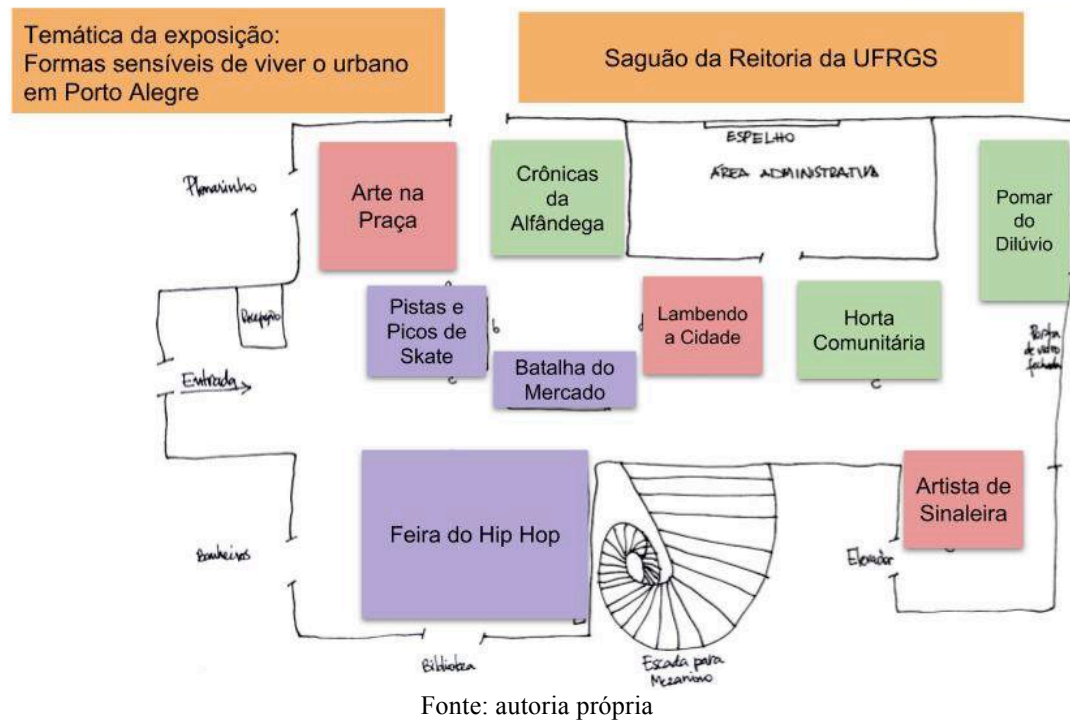 Temática da exposição:
Formas sensíveis de viver o urbano
em Porto Alegre
Saguão da Reitoria da UFRGS
ESPELHO
ÁREA ADMINISTRATIVA
Plenarinho
Arte na
Praça
Crônicas
da
Alfândega
Pomar
do
Dilúvio
Recepção
Pistas e
Picos de
Skate
b
d
Lambendo
a Cidade
Horta
Comunitária
Porta
de vidro
fechada
Entrada
c
c
Batalha do
Mercado
Feira do Hip Hop
Artista de
Sinaleira
Banheiros
Elevador
Biblioteca
Escada para
Mezanino
Fonte: autoria própria